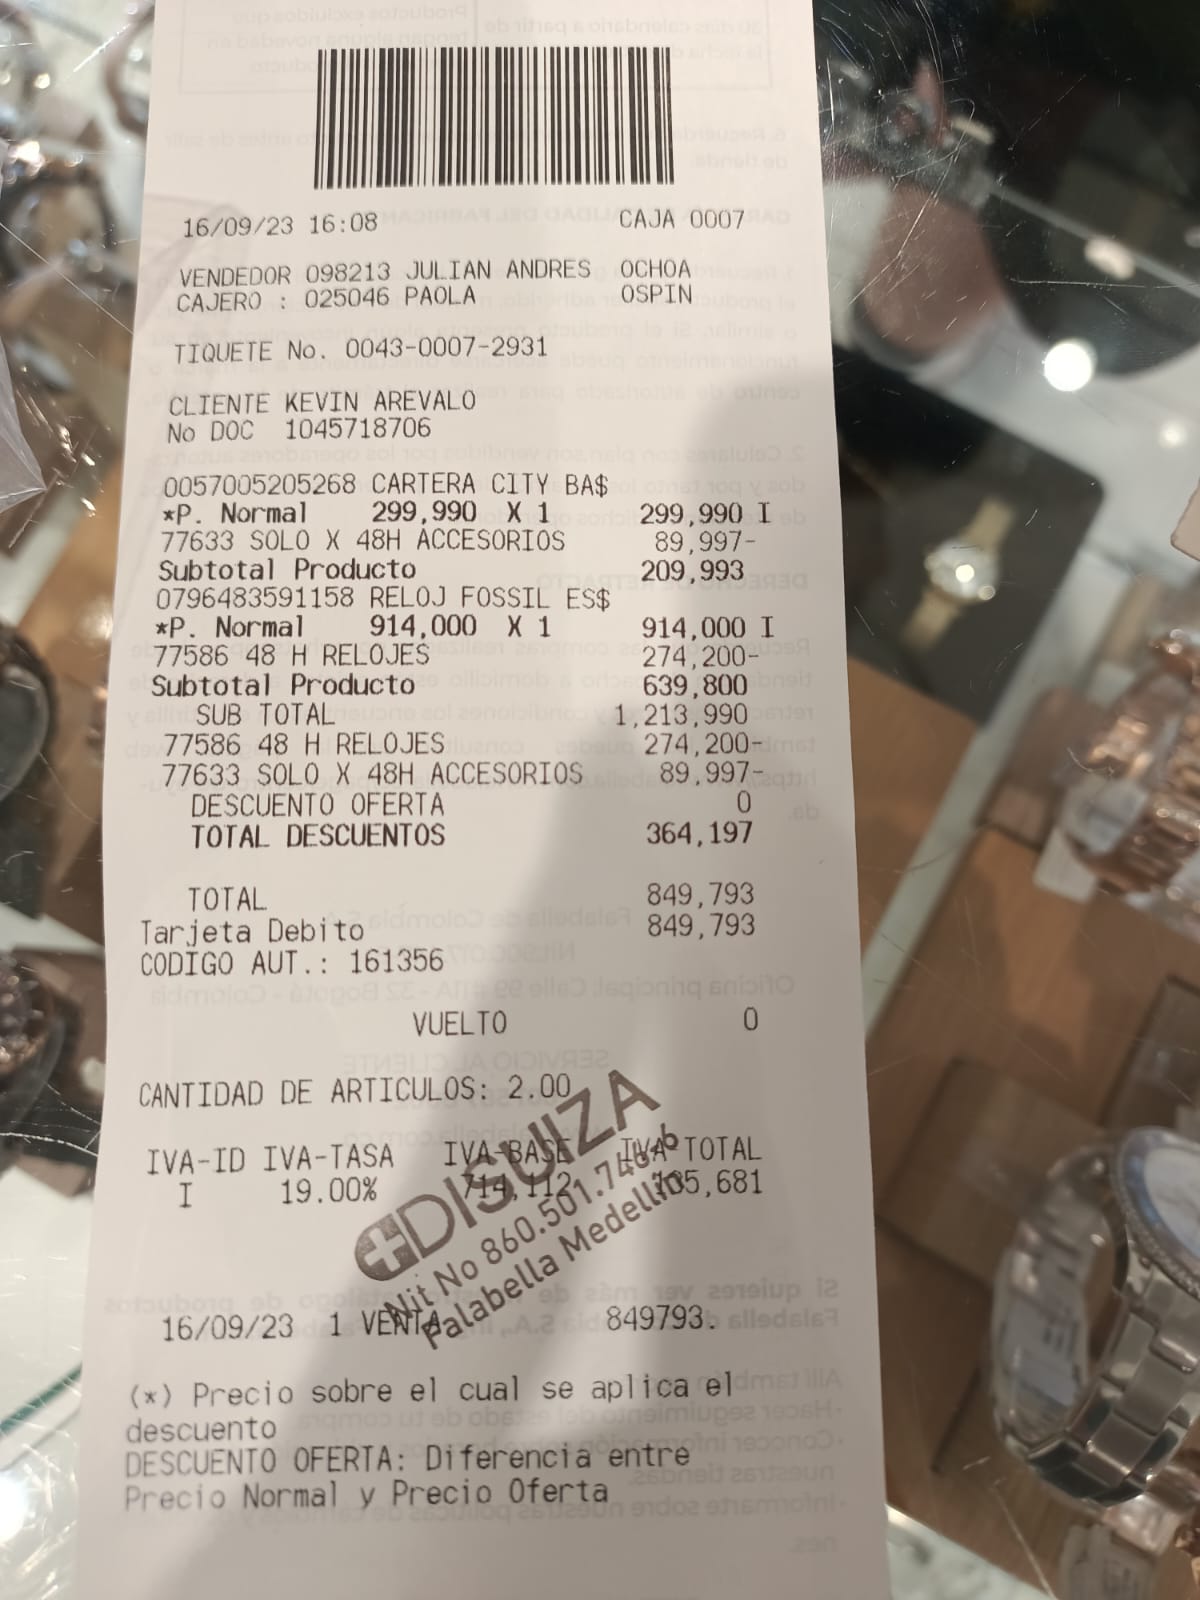 16/09/23 16:08 CAJA 0007
VENDEDOR 098213 JULIAN ANDRES OCHOA
CAJERO : 025046 PAOLA OSPIN
TIQUETE No. 0043-0007-2931
CLIENTE KEVIN AREVALO
No DOC 1045718706
0057005205268 CARTERA CITY BA$
*P. Normal 299,990 X 1 299,990 I
77633 SOLO X 48H ACCESORIOS 89,997-
Subtotal Producto 209,993
0796483591158 RELOJ FOSSIL ES$
*P. Normal 914,000 X 1 914,000 I
77586 48 H RELOJES 274,200-
Subtotal Producto 639,800
SUB TOTAL 1,213,990
77586 48 H RELOJES 274,200-
77633 SOLO X 48H ACCESORIOS 89,997-
DESCUENTO OFERTA 0
TOTAL DESCUENTOS 364,197
TOTAL 849,793
Tarjeta Debito 849,793
CODIGO AUT.: 161356
VUELTO 0
CANTIDAD DE ARTICULOS: 2.00
IVA-ID IVA-TASA IVA-BASE IVA-TOTAL
I 19.00% 714,112 135,681
DISUIZA
Nit No 860.501.746-6
Falabella Medellín
16/09/23 1 VENTA 849793.
(*) Precio sobre el cual se aplica el
descuento
DESCUENTO OFERTA: Diferencia entre
Precio Normal y Precio Oferta